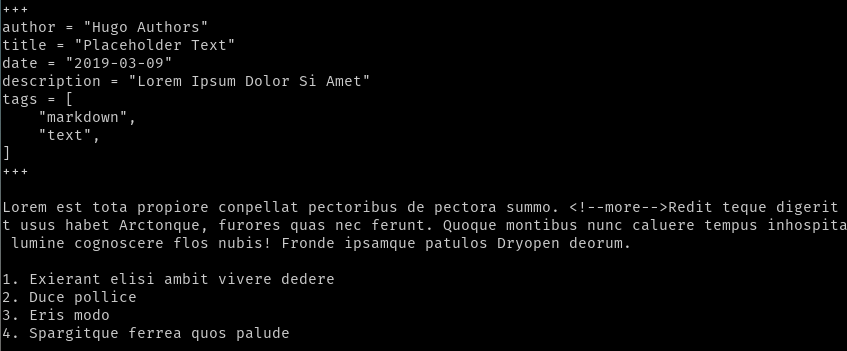 +++
author = "Hugo Authors"
title = "Placeholder Text"
date = "2019-03-09"
description = "Lorem Ipsum Dolor Si Amet"
tags = [
    "markdown",
    "text",
]
+++

Lorem est tota propiore conpellat pectoribus de pectora summo. <!--more-->Redit teque digerit
t usus habet Arctonque, furores quas nec ferunt. Quoque montibus nunc caluere tempus inhospita
 lumine cognoscere flos nubis! Fronde ipsamque patulos Dryopen deorum.

1. Exierant elisi ambit vivere dedere
2. Duce pollice
3. Eris modo
4. Spargitque ferrea quos palude